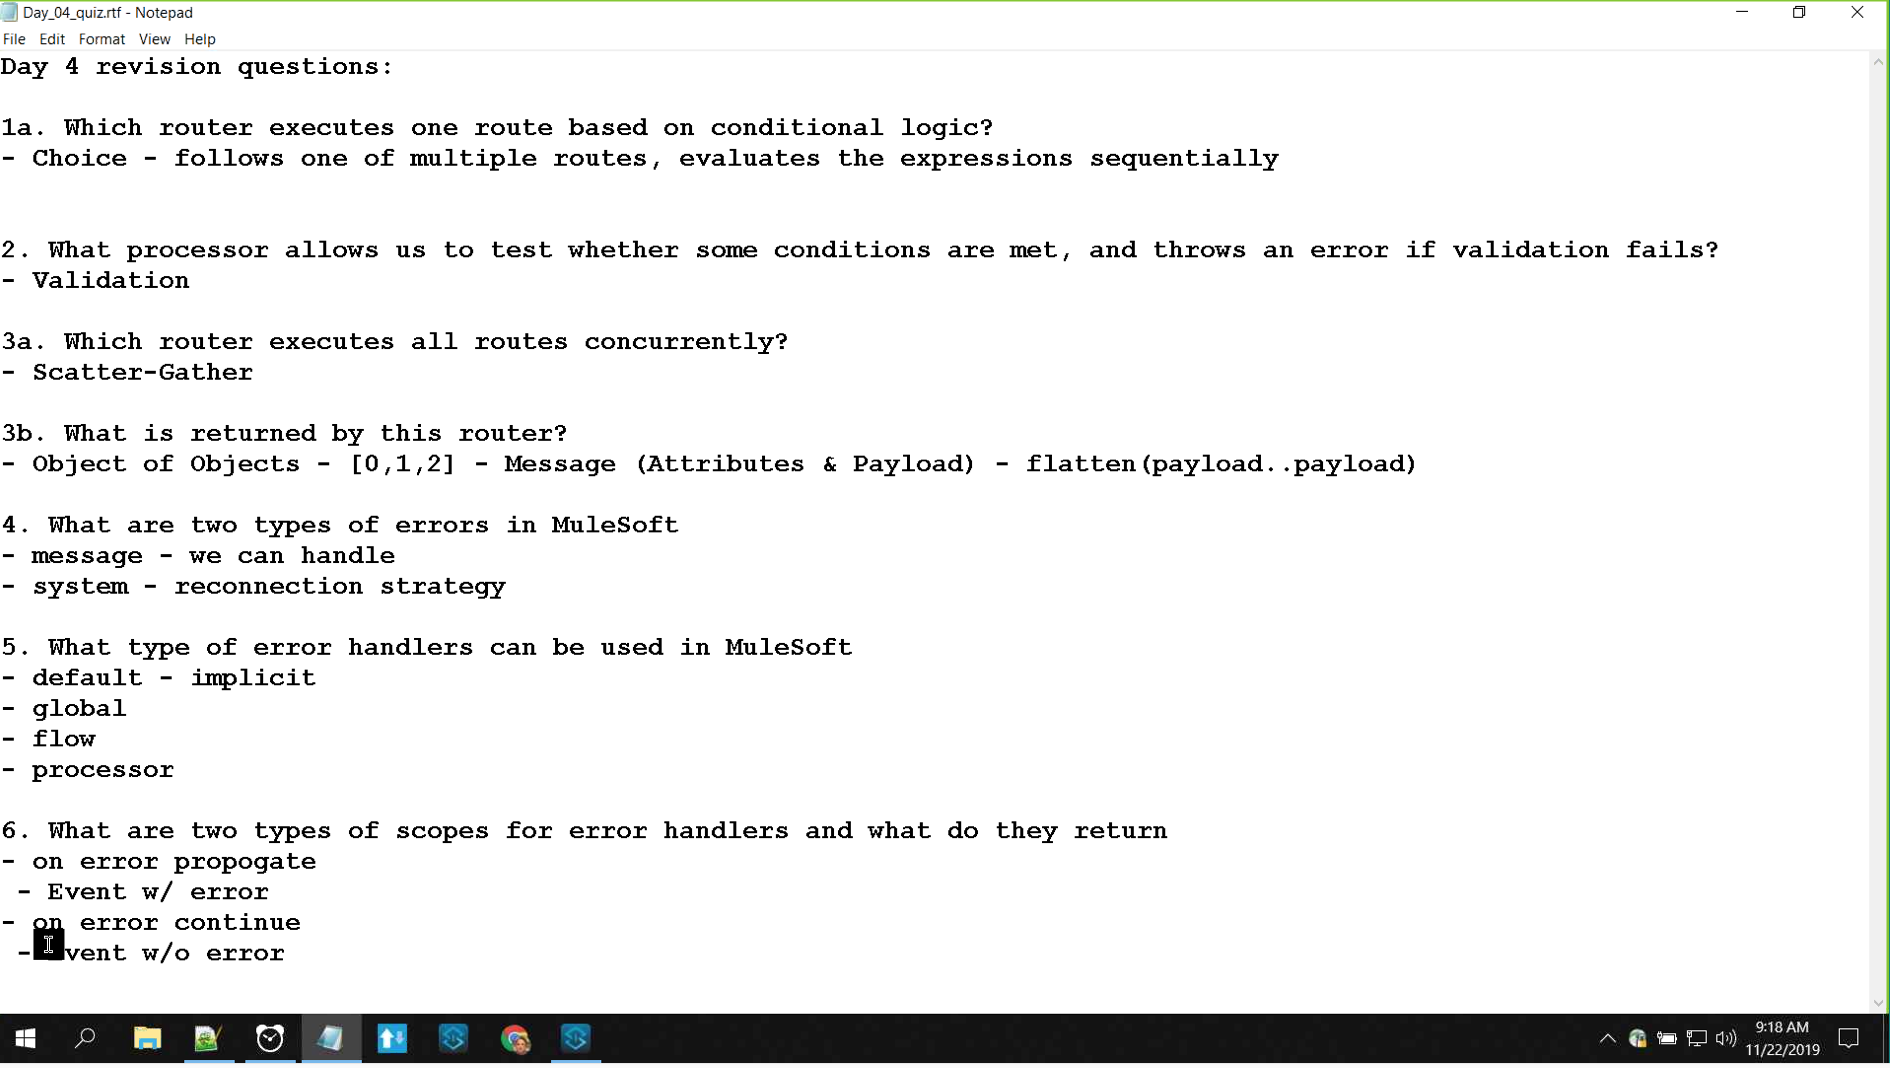 Day_04_quiz.rtf - Notepad
File Edit Format View Help
Day 4 revision questions:
1a. Which router executes one route based on conditional logic?
- Choice - follows one of multiple routes, evaluates the expressions sequentially
2. What processor allows us to test whether some conditions are met, and throws an error if validation fails?
- Validation
3a. Which router executes all routes concurrently?
- Scatter-Gather
3b. What is returned by this router?
- Object of Objects - [0,1,2] - Message (Attributes & Payload) - flatten(payload..payload)
4. What are two types of errors in MuleSoft
- message - we can handle
- system - reconnection strategy
5. What type of error handlers can be used in MuleSoft
- default - implicit
- global
- flow
- processor
6. What are two types of scopes for error handlers and what do they return
- on error propogate
- Event w/ error
- on error continue
- Event w/o error
9:18 AM
11/22/2019